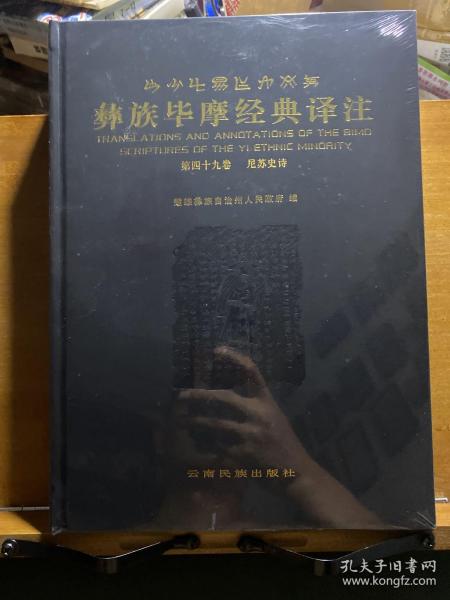 彝族毕摩经典译注
TRANSLATIONS AND ANNOTATIONS OF THE BIMO
SCRIPTURES OF THE YI ETHNIC MINORITY
第四十九卷 尼苏史诗
楚雄彝族自治州人民政府 编
云南民族出版社
孔夫子旧书网
www.kongfz.com